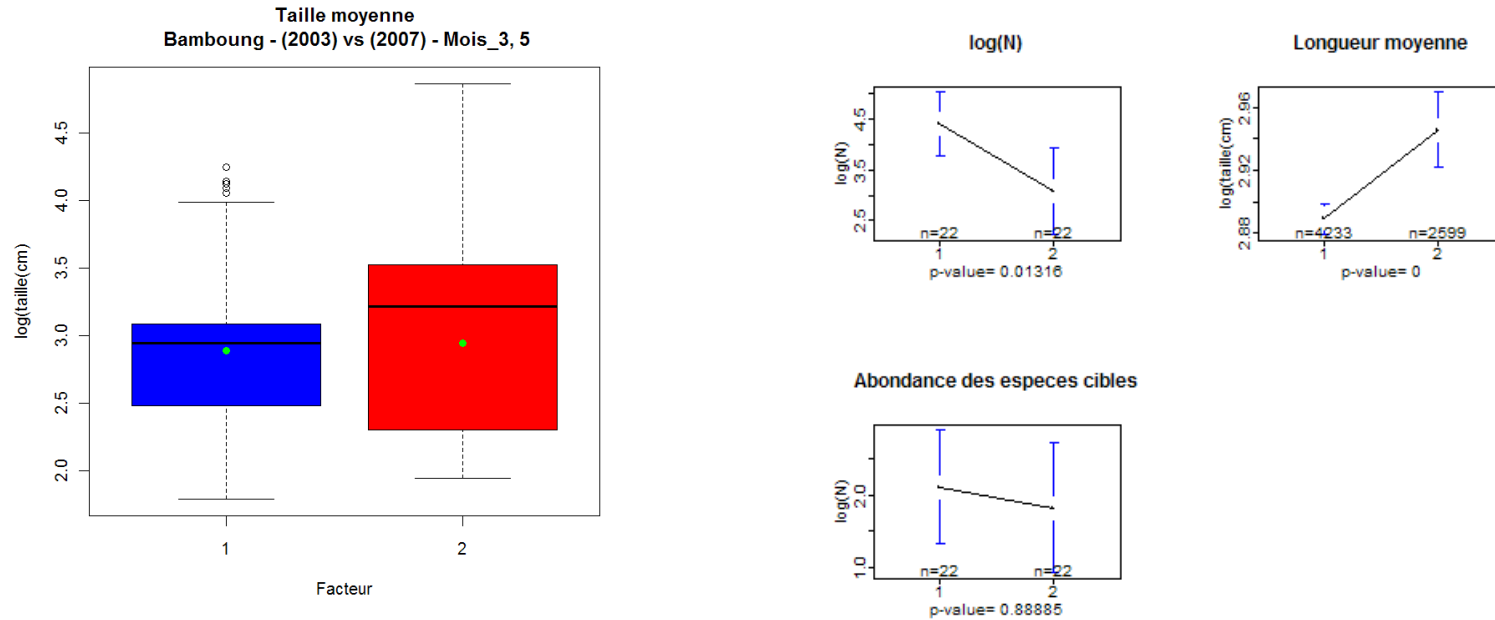 Taille moyenne
Bamboung - (2003) vs (2007) - Mois_3, 5
log(taille(cm)
4.5
4.0
3.5
3.0
2.5
2.0
1
2
Facteur
log(N)
log(N)
4.5
3.5
2.5
n=22
n=22
1
2
p-value= 0.01316
Longueur moyenne
log(taille(cm)
2.96
2.92
2.88
n=4233
n=2599
1
2
p-value= 0
Abondance des especes cibles
log(N)
2.0
1.0
n=22
n=22
1
2
p-value= 0.88885